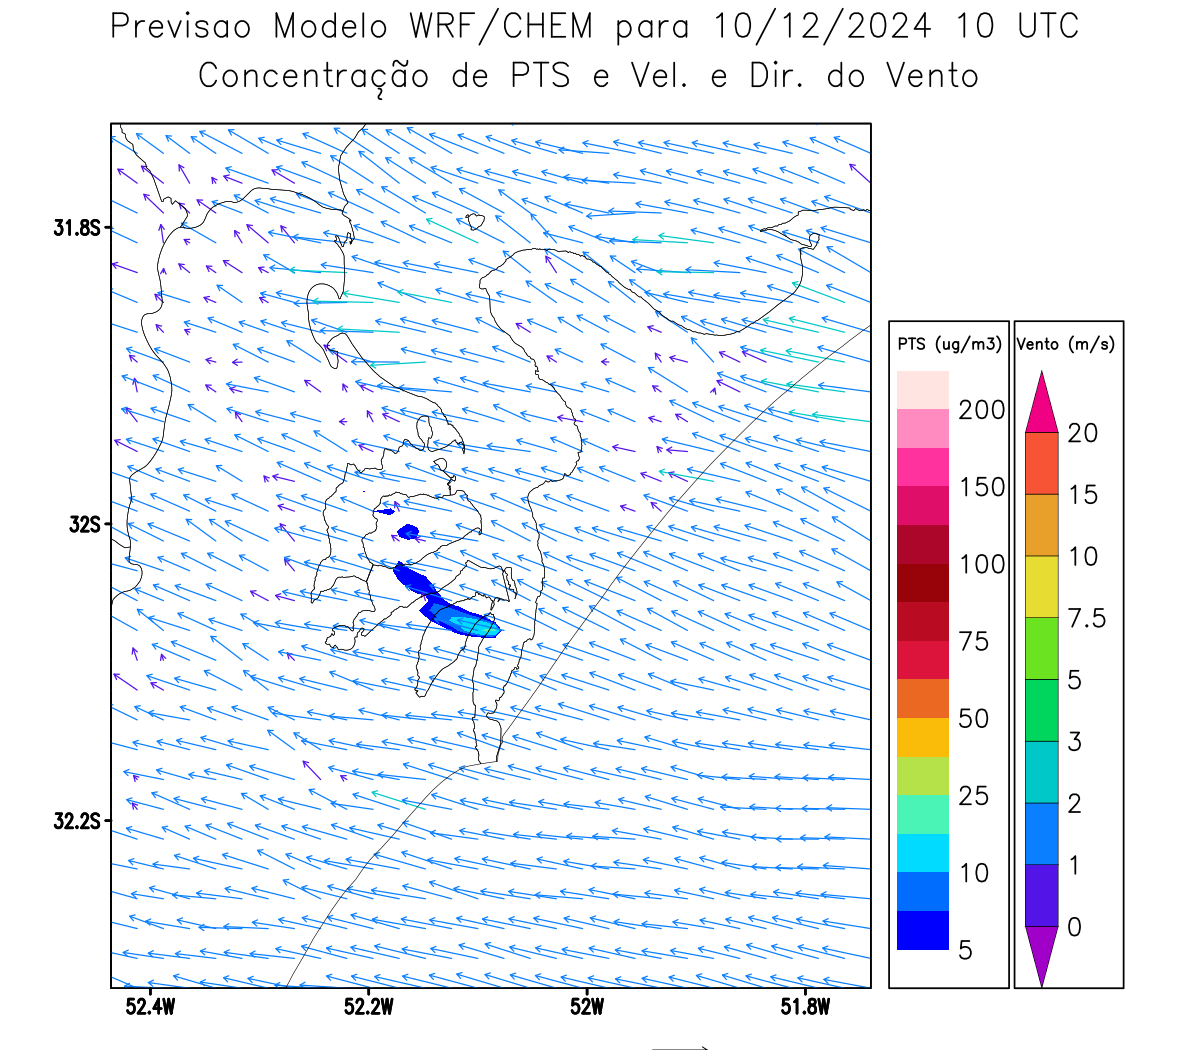 Previsao Modelo WRF/CHEM para 10/12/2024 10 UTC
Concentração de PTS e Vel. e Dir. do Vento
31.8S
32S
32.2S
52.4W 52.2W 52W 51.8W
PTS (ug/m3)
200
150
100
75
50
25
10
5
Vento (m/s)
20
15
10
7.5
5
3
2
1
0